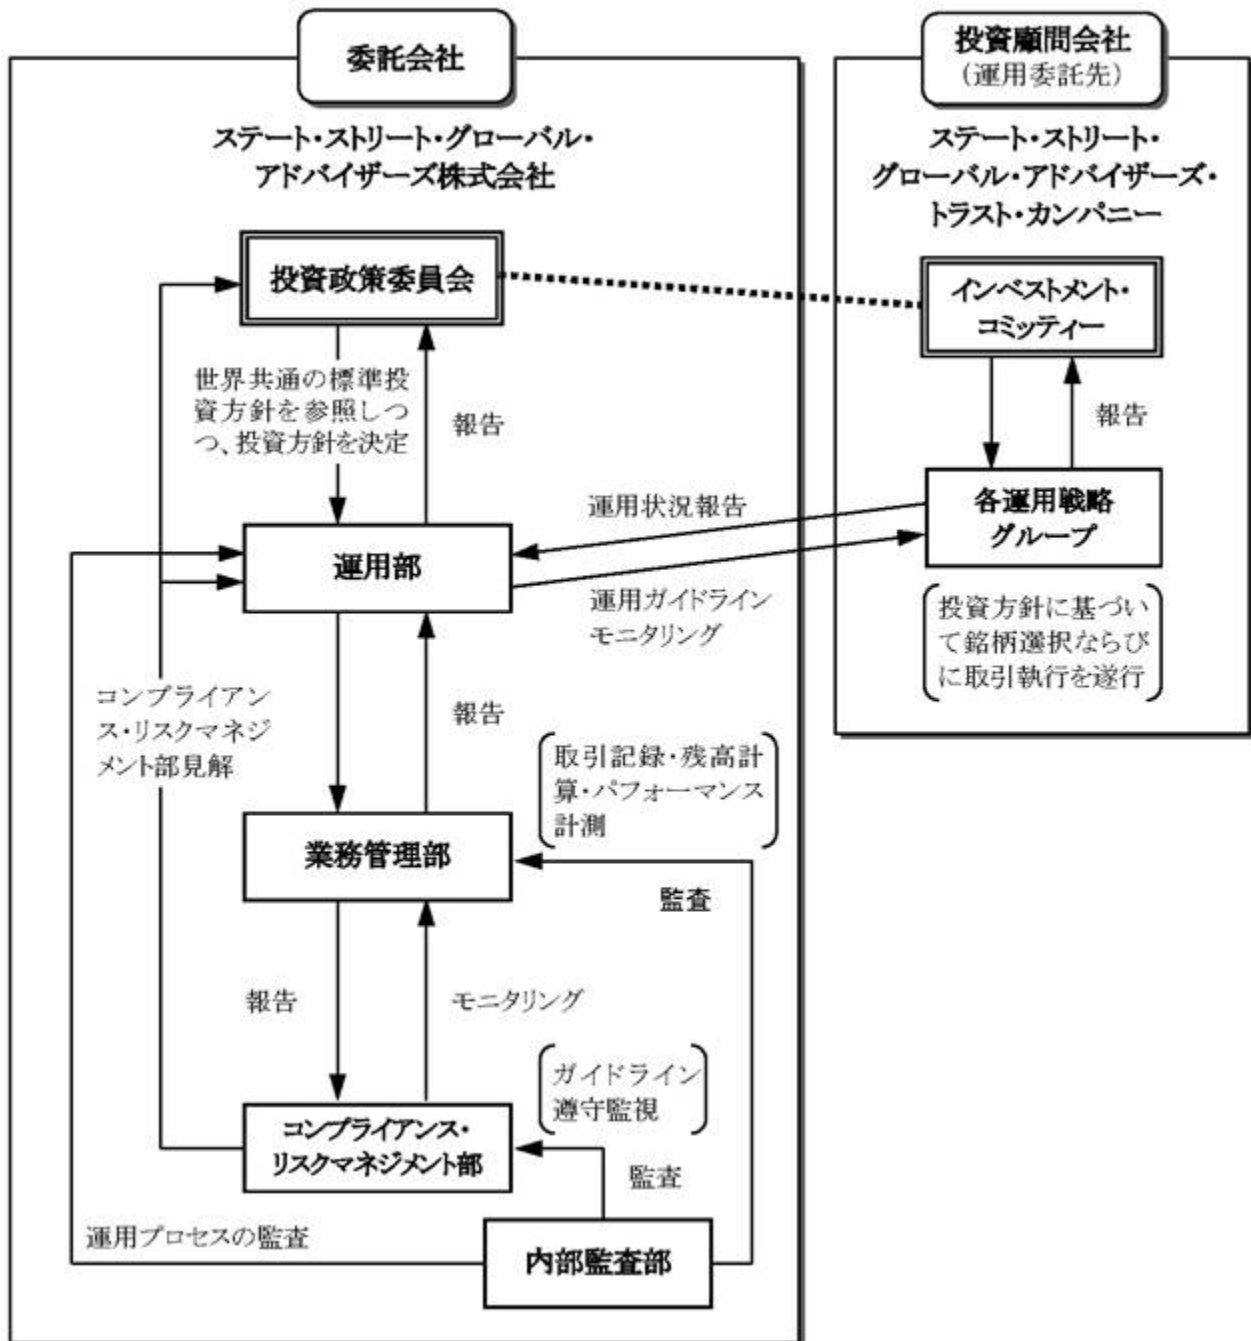 委託会社
ステート・ストリート・グローバル・
アドバイザーズ株式会社
投資政策委員会
世界共通の標準投
資方針を参照しつ
つ、投資方針を決定
報告
運用部
運用状況報告
運用ガイドライン
モニタリング
コンプライアン
ス・リスクマネジ
メント部見解
報告
取引記録・残高計
算・パフォーマンス
計測
業務管理部
監査
報告
モニタリング
ガイドライン
遵守監視
コンプライアンス・
リスクマネジメント部
監査
運用プロセスの監査
内部監査部
投資顧問会社
（運用委託先）
ステート・ストリート・
グローバル・アドバイザーズ・
トラスト・カンパニー
インベストメント・
コミッティー
報告
各運用戦略
グループ
投資方針に基づい
て銘柄選択ならび
に取引執行を遂行